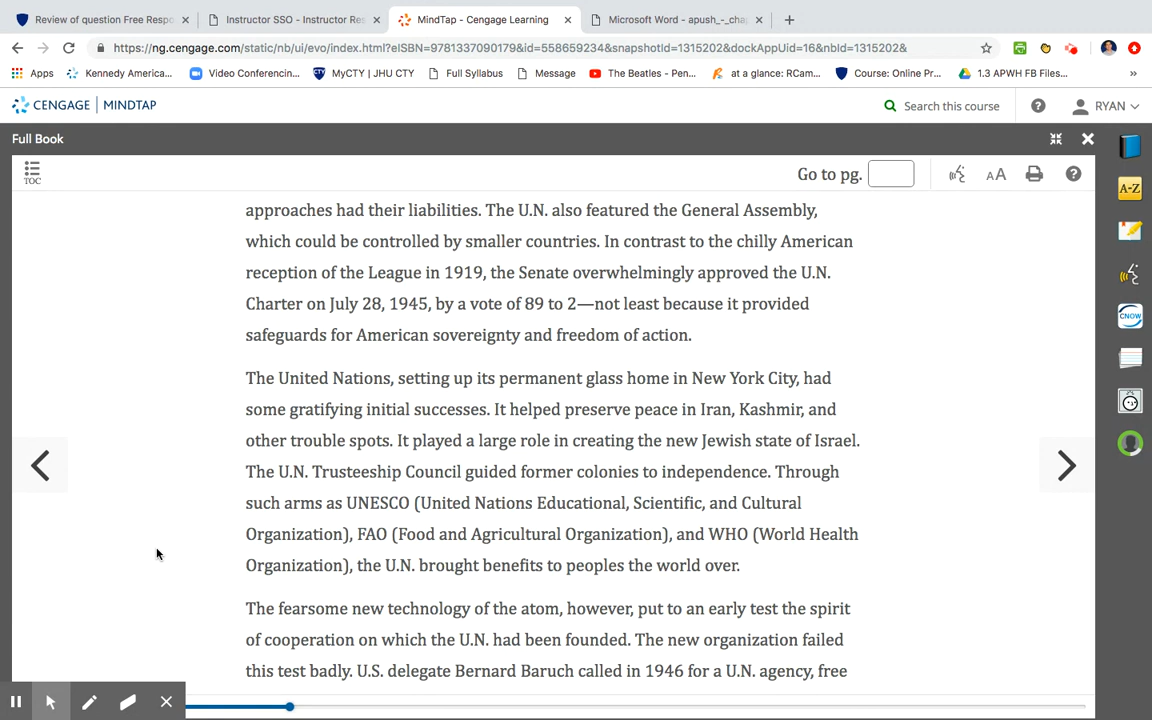 Review of question Free Respo
Instructor SSO - Instructor Res
MindTap - Cengage Learning
Microsoft Word - apush_-_cha
https://ng.cengage.com/static/nb/ui/evo/index.html?eISBN=9781337090179&id=558659234&snapshotId=1315202&dockAppUid=16&nbId=1315202&
Apps
Kennedy America...
Video Conferencin...
CTY
MyCTY | JHU CTY
Full Syllabus
Message
The Beatles - Pen...
at a glance: RCam...
Course: Online Pr...
1.3 APWH FB Files...
»
CENGAGE | MINDTAP
Search this course
RYAN
Full Book
TOC
Go to pg.
AA
A-Z
CNOW
approaches had their liabilities. The U.N. also featured the General Assembly,
which could be controlled by smaller countries. In contrast to the chilly American
reception of the League in 1919, the Senate overwhelmingly approved the U.N.
Charter on July 28, 1945, by a vote of 89 to 2—not least because it provided
safeguards for American sovereignty and freedom of action.
The United Nations, setting up its permanent glass home in New York City, had
some gratifying initial successes. It helped preserve peace in Iran, Kashmir, and
other trouble spots. It played a large role in creating the new Jewish state of Israel.
The U.N. Trusteeship Council guided former colonies to independence. Through
such arms as UNESCO (United Nations Educational, Scientific, and Cultural
Organization), FAO (Food and Agricultural Organization), and WHO (World Health
Organization), the U.N. brought benefits to peoples the world over.
The fearsome new technology of the atom, however, put to an early test the spirit
of cooperation on which the U.N. had been founded. The new organization failed
this test badly. U.S. delegate Bernard Baruch called in 1946 for a U.N. agency, free